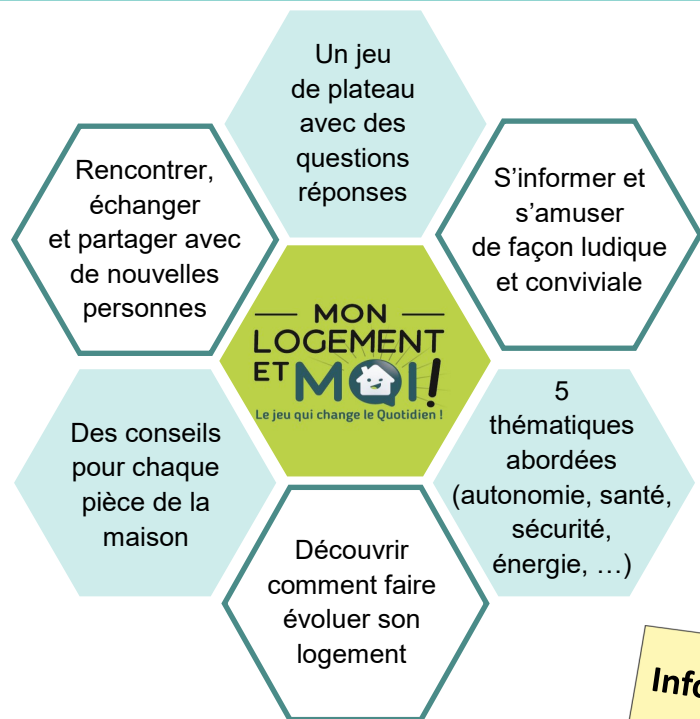 Un jeu
de plateau
avec des
questions
réponses
Rencontrer,
échanger
et partager avec
de nouvelles
personnes
S’informer et
s’amuser
de façon ludique
et conviviale
MON
LOGEMENT
ET MOI !
Le jeu qui change le Quotidien !
Des conseils
pour chaque
pièce de la
maison
5
thématiques
abordées
(autonomie, santé,
sécurité,
énergie, …)
Découvrir
comment faire
évoluer son
logement